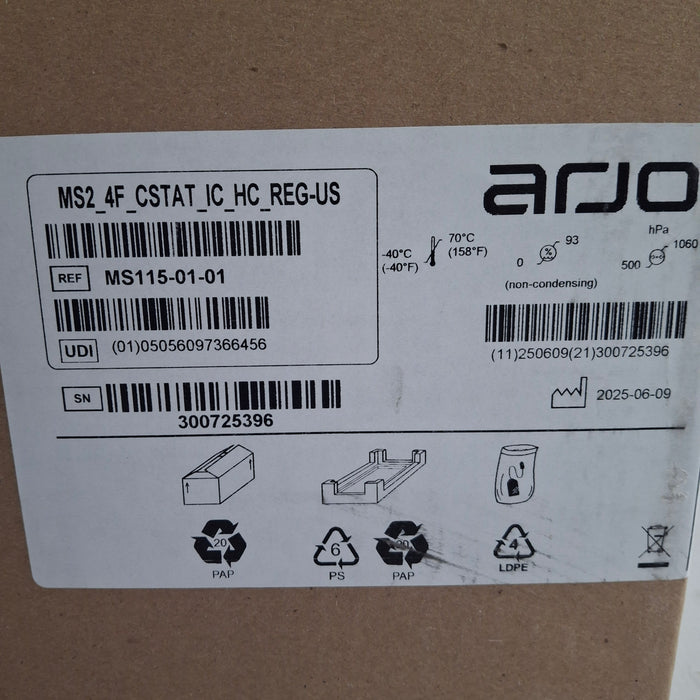 arjo
MS2_4F_CSTAT_IC_HC_REG-US
REF MS115-01-01
UDI (01)05056097366456
-40°C
(-40°F)
70°C
(158°F)
0 % 93
(non-condensing)
hPa
500 1060
(11)250609(21)300725396
SN
300725396
2025-06-09
20
PAP
6
PS
20
PAP
4
LDPE